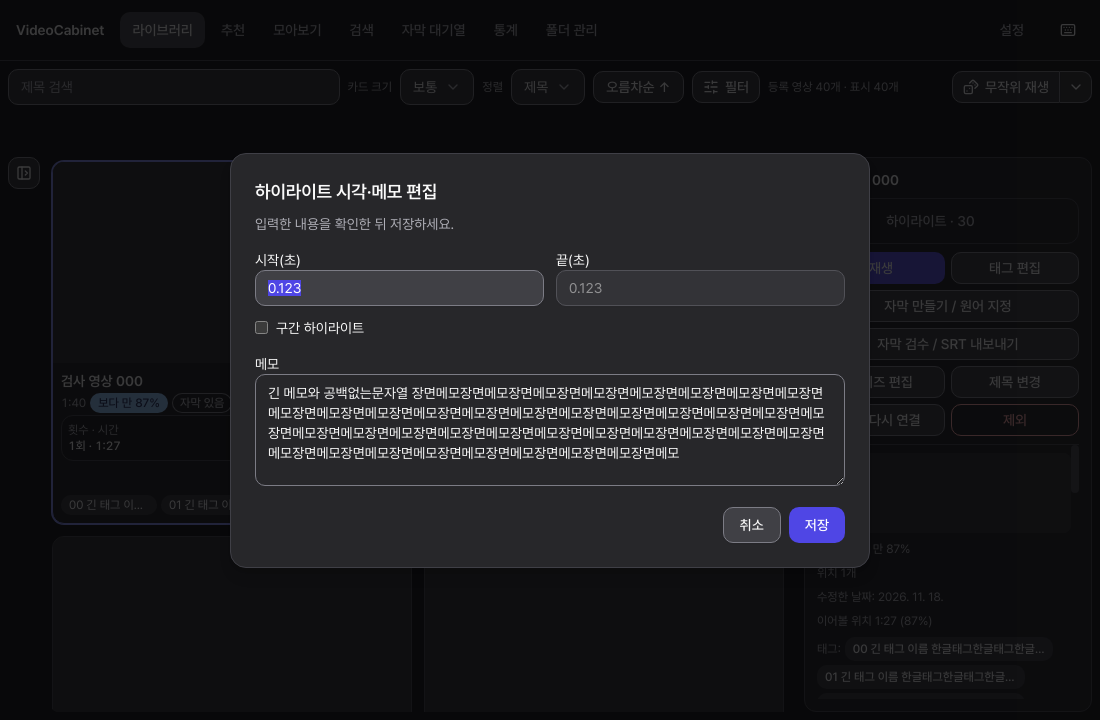 VideoCabinet 라이브러리 추천 모아보기 검색 자막 대기열 통계 폴더 관리 설정
제목 검색 카드 크기 보통 정렬 제목 오름차순 ↑ 필터 등록 영상 40개 · 표시 40개 무작위 재생
하이라이트 시각·메모 편집
입력한 내용을 확인한 뒤 저장하세요.
시작(초) 끝(초)
0.123 0.123
구간 하이라이트
메모
긴 메모와 공백없는문자열 장면메모장면메모장면메모장면메모장면메모장면메모장면메모장면메모장면
메모장면메모장면메모장면메모장면메모장면메모장면메모장면메모장면메모장면메모장면메모장면메모
장면메모장면메모장면메모장면메모장면메모장면메모장면메모장면메모장면메모장면메모장면메모장면
메모장면메모장면메모장면메모장면메모장면메모장면메모장면메모장면메모
취소 저장
검사 영상 000
1:40 보다 만 87% 자막 있음
횟수 · 시간
1회 · 1:27
00 긴 태그 이... 01 긴 태그 이
000
하이라이트 · 30
재생 태그 편집
자막 만들기 / 원어 지정
자막 검수 / SRT 내보내기
즈 편집 제목 변경
다시 연결 제외
만 87%
위치 1개
수정한 날짜: 2026. 11. 18.
이어볼 위치 1:27 (87%)
태그: 00 긴 태그 이름 한글태그한글태그한글...
01 긴 태그 이름 한글태그한글태그한글...